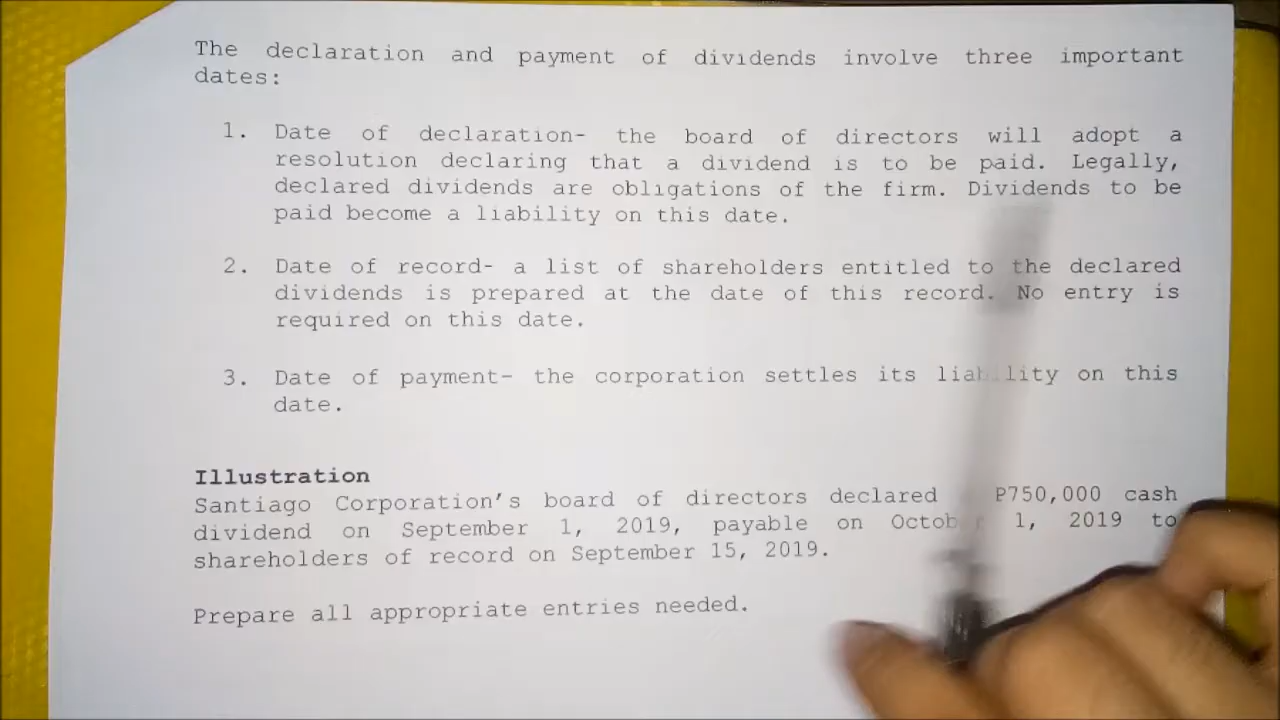 The declaration and payment of dividends involve three important
dates:
1. Date of declaration- the board of directors will adopt a
resolution declaring that a dividend is to be paid. Legally,
declared dividends are obligations of the firm. Dividends to be
paid become a liability on this date.
2. Date of record- a list of shareholders entitled to the declared
dividends is prepared at the date of this record. No entry is
required on this date.
3. Date of payment- the corporation settles its liability on this
date.
Illustration
Santiago Corporation's board of directors declared P750,000 cash
dividend on September 1, 2019, payable on October 1, 2019 to
shareholders of record on September 15, 2019.
Prepare all appropriate entries needed.